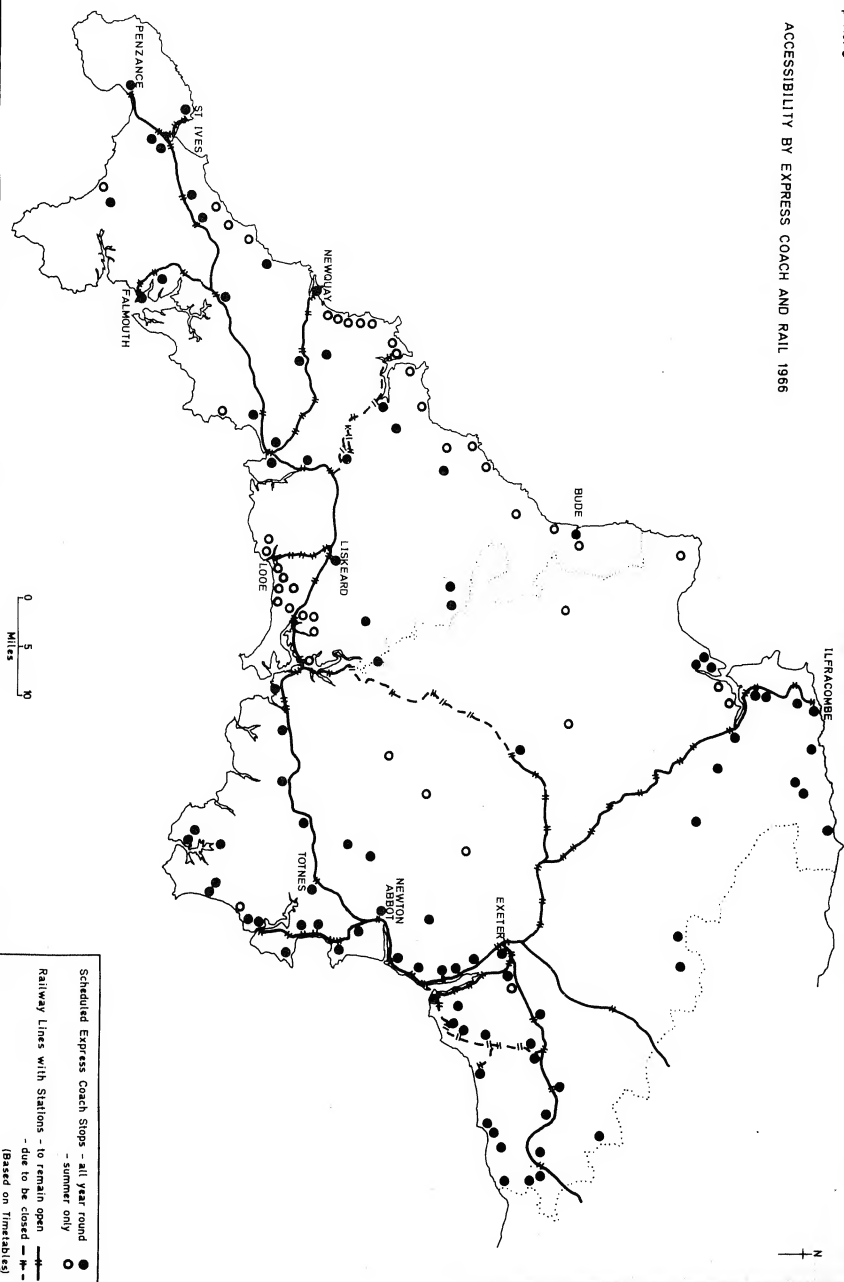 ACCESSIBILITY BY EXPRESS COACH AND RAIL 1966
N
ILFRACOMBE
BUDE
EXETER
NEWTON
ABBOT
TOTNES
LISKEARD
LOOE
NEWQUAY
FALMOUTH
ST. IVES
PENZANCE
0 5 10
Miles
Scheduled Express Coach Stops - all year round
- summer only
Railway Lines with Stations - to remain open
- due to be closed
(Based on Timetables)